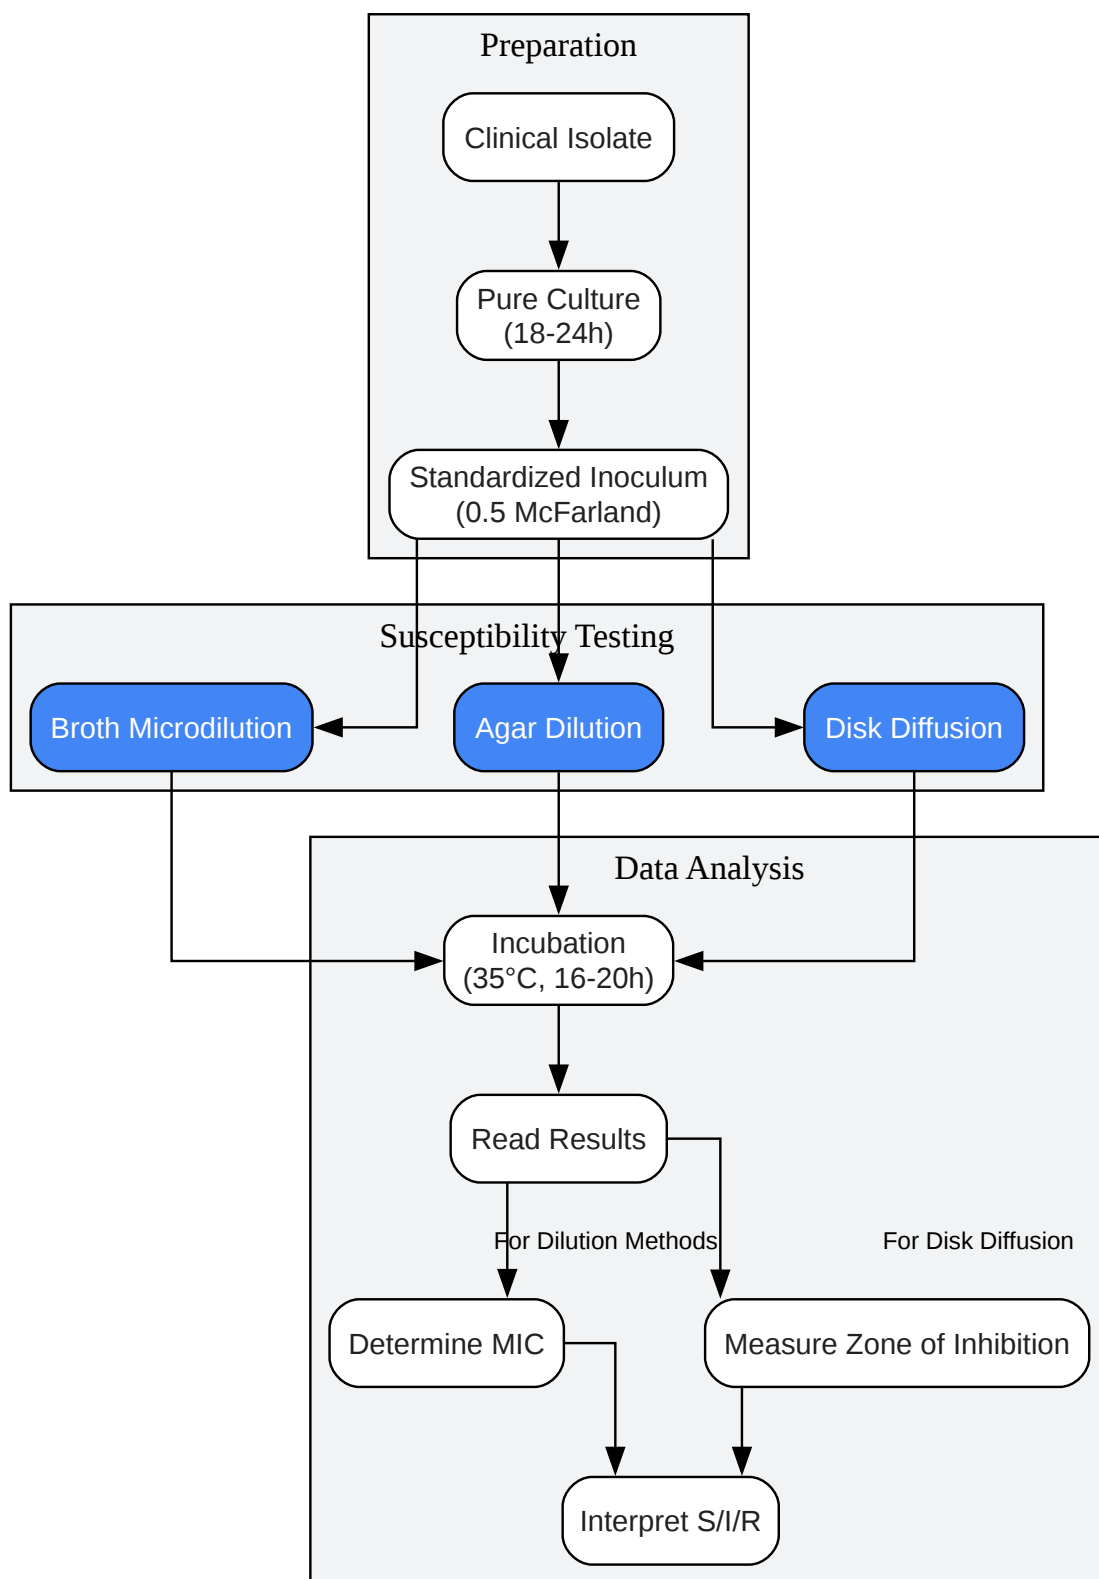 Preparation
Clinical Isolate
Pure Culture
(18-24h)
Standardized Inoculum
(0.5 McFarland)
Susceptibility Testing
Broth Microdilution
Agar Dilution
Disk Diffusion
Data Analysis
Incubation
(35°C, 16-20h)
Read Results
For Dilution Methods
For Disk Diffusion
Determine MIC
Measure Zone of Inhibition
Interpret S/I/R